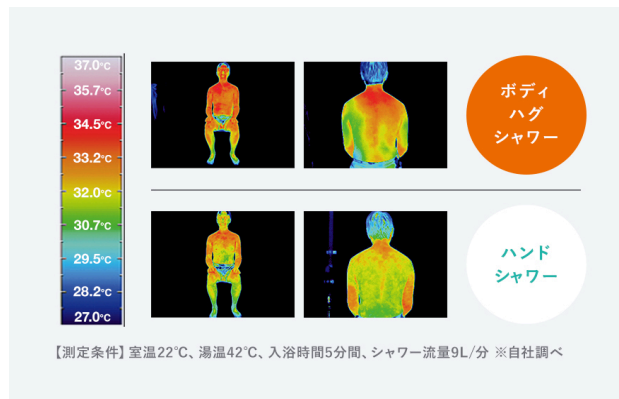 37.0℃
35.7℃
34.5℃
33.2℃
32.0℃
30.7℃
29.5℃
28.2℃
27.0℃
ボディ
ハグ
シャワー
ハンド
シャワー
【測定条件】室温22℃、湯温42℃、入浴時間5分間、シャワー流量9L/分 ※自社調べ